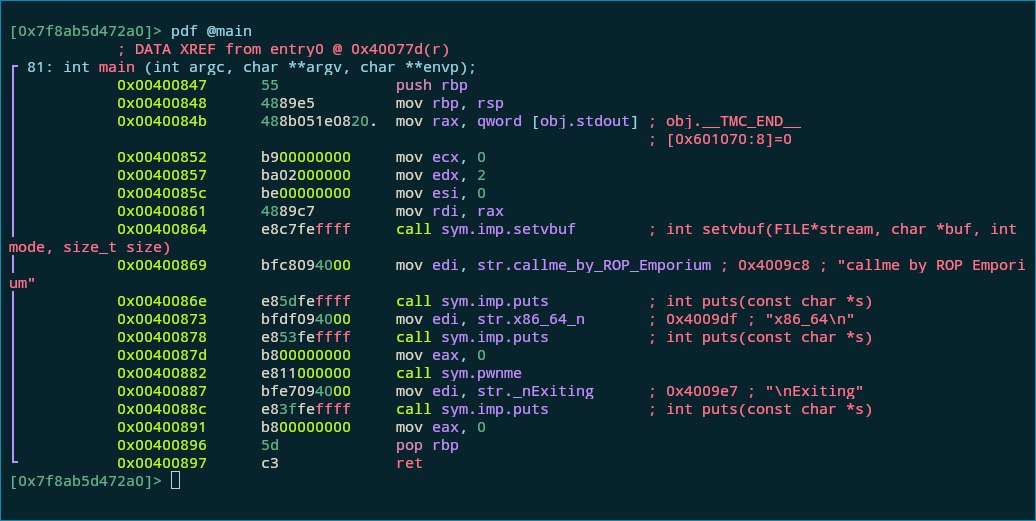 [0x7f8ab5d472a0]> pdf @main
; DATA XREF from entry0 @ 0x40077d(r)
81: int main (int argc, char **argv, char **envp);
0x00400847 55 push rbp
0x00400848 4889e5 mov rbp, rsp
0x0040084b 488b051e0820. mov rax, qword [obj.stdout] ; obj.__TMC_END__
; [0x601070:8]=0
0x00400852 b900000000 mov ecx, 0
0x00400857 ba02000000 mov edx, 2
0x0040085c be00000000 mov esi, 0
0x00400861 4889c7 mov rdi, rax
0x00400864 e8c7feffff call sym.imp.setvbuf ; int setvbuf(FILE*stream, char *buf, int
mode, size_t size)
0x00400869 bfc8094000 mov edi, str.callme_by_ROP_Emporium ; 0x4009c8 ; "callme by ROP Empori
um"
0x0040086e e85dfeffff call sym.imp.puts ; int puts(const char *s)
0x00400873 bfdf094000 mov edi, str.x86_64_n ; 0x4009df ; "x86_64\n"
0x00400878 e853feffff call sym.imp.puts ; int puts(const char *s)
0x0040087d b800000000 mov eax, 0
0x00400882 e811000000 call sym.pwnme
0x00400887 bfe7094000 mov edi, str._nExiting ; 0x4009e7 ; "\nExiting"
0x0040088c e83ffeffff call sym.imp.puts ; int puts(const char *s)
0x00400891 b800000000 mov eax, 0
0x00400896 5d pop rbp
0x00400897 c3 ret
[0x7f8ab5d472a0]>